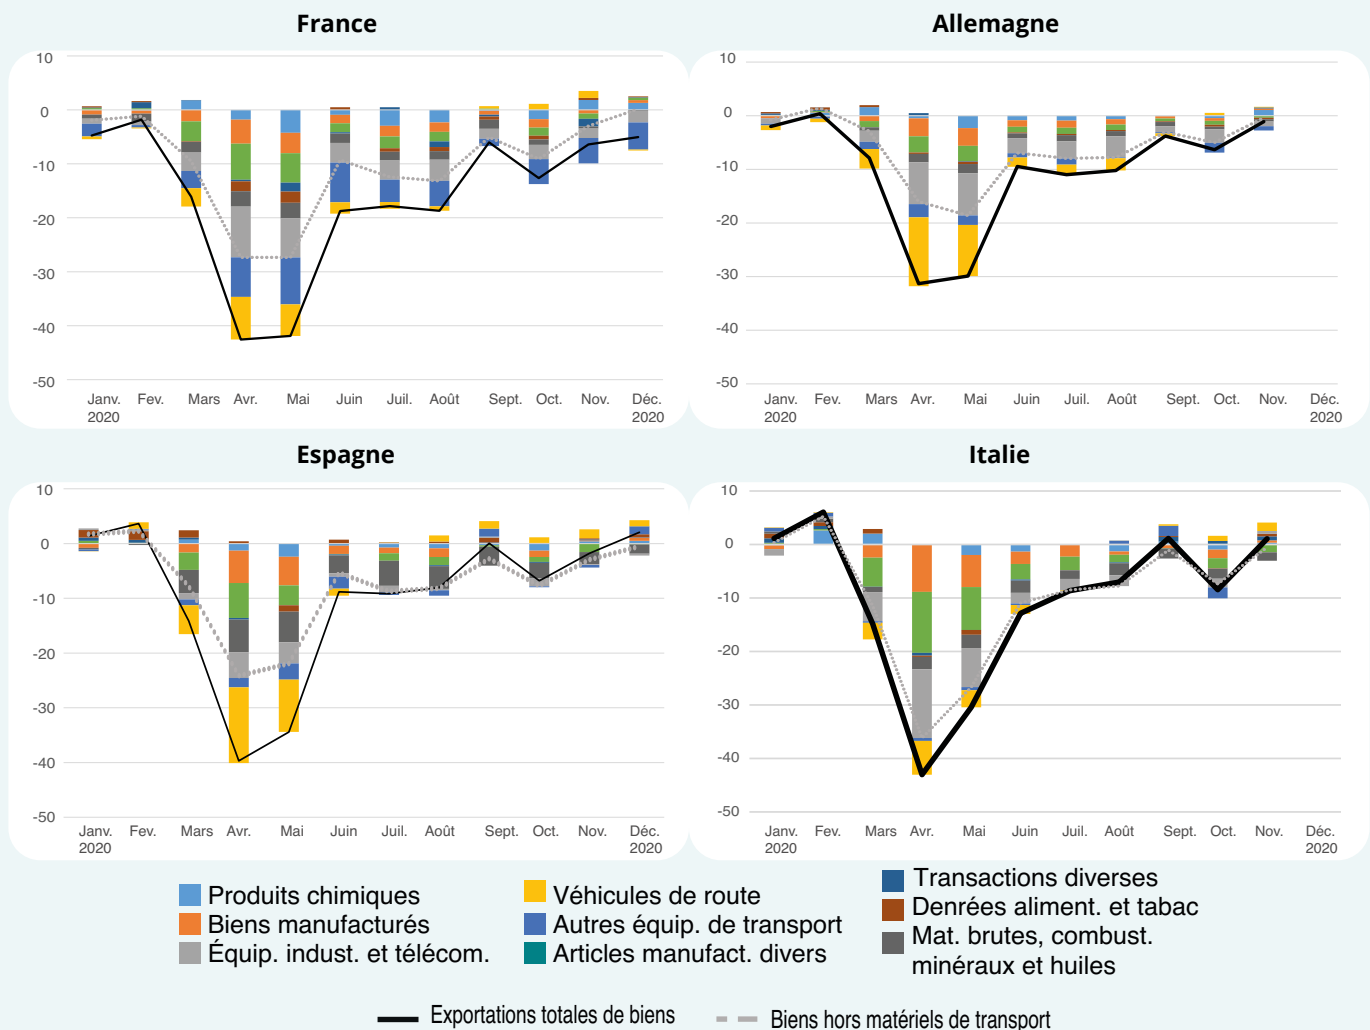 France
10
0
-10
-20
-30
-40
-50
Janv. Fev. Mars Avr. Mai Juin Juil. Août Sept. Oct. Nov. Déc.
2020 2020
Allemagne
10
0
-10
-20
-30
-40
-50
Janv. Fev. Mars Avr. Mai Juin Juil. Août Sept. Oct. Nov. Déc.
2020 2020
Espagne
10
0
-10
-20
-30
-40
-50
Janv. Fev. Mars Avr. Mai Juin Juil. Août Sept. Oct. Nov. Déc.
2020 2020
Italie
10
0
-10
-20
-30
-40
-50
Janv. Fev. Mars Avr. Mai Juin Juil. Août Sept. Oct. Nov. Déc.
2020 2020
Produits chimiques
Biens manufacturés
Équip. indust. et télécom.
Véhicules de route
Autres équip. de transport
Articles manufact. divers
Transactions diverses
Denrées aliment. et tabac
Mat. brutes, combust.
minéraux et huiles
Exportations totales de biens
Biens hors matériels de transport